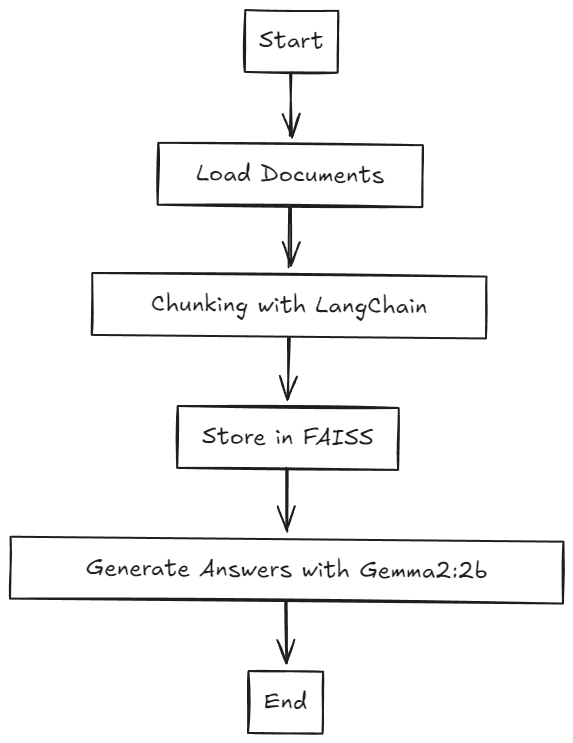 Start
Load Documents
Chunking with LangChain
Store in FAISS
Generate Answers with Gemma2:2b
End